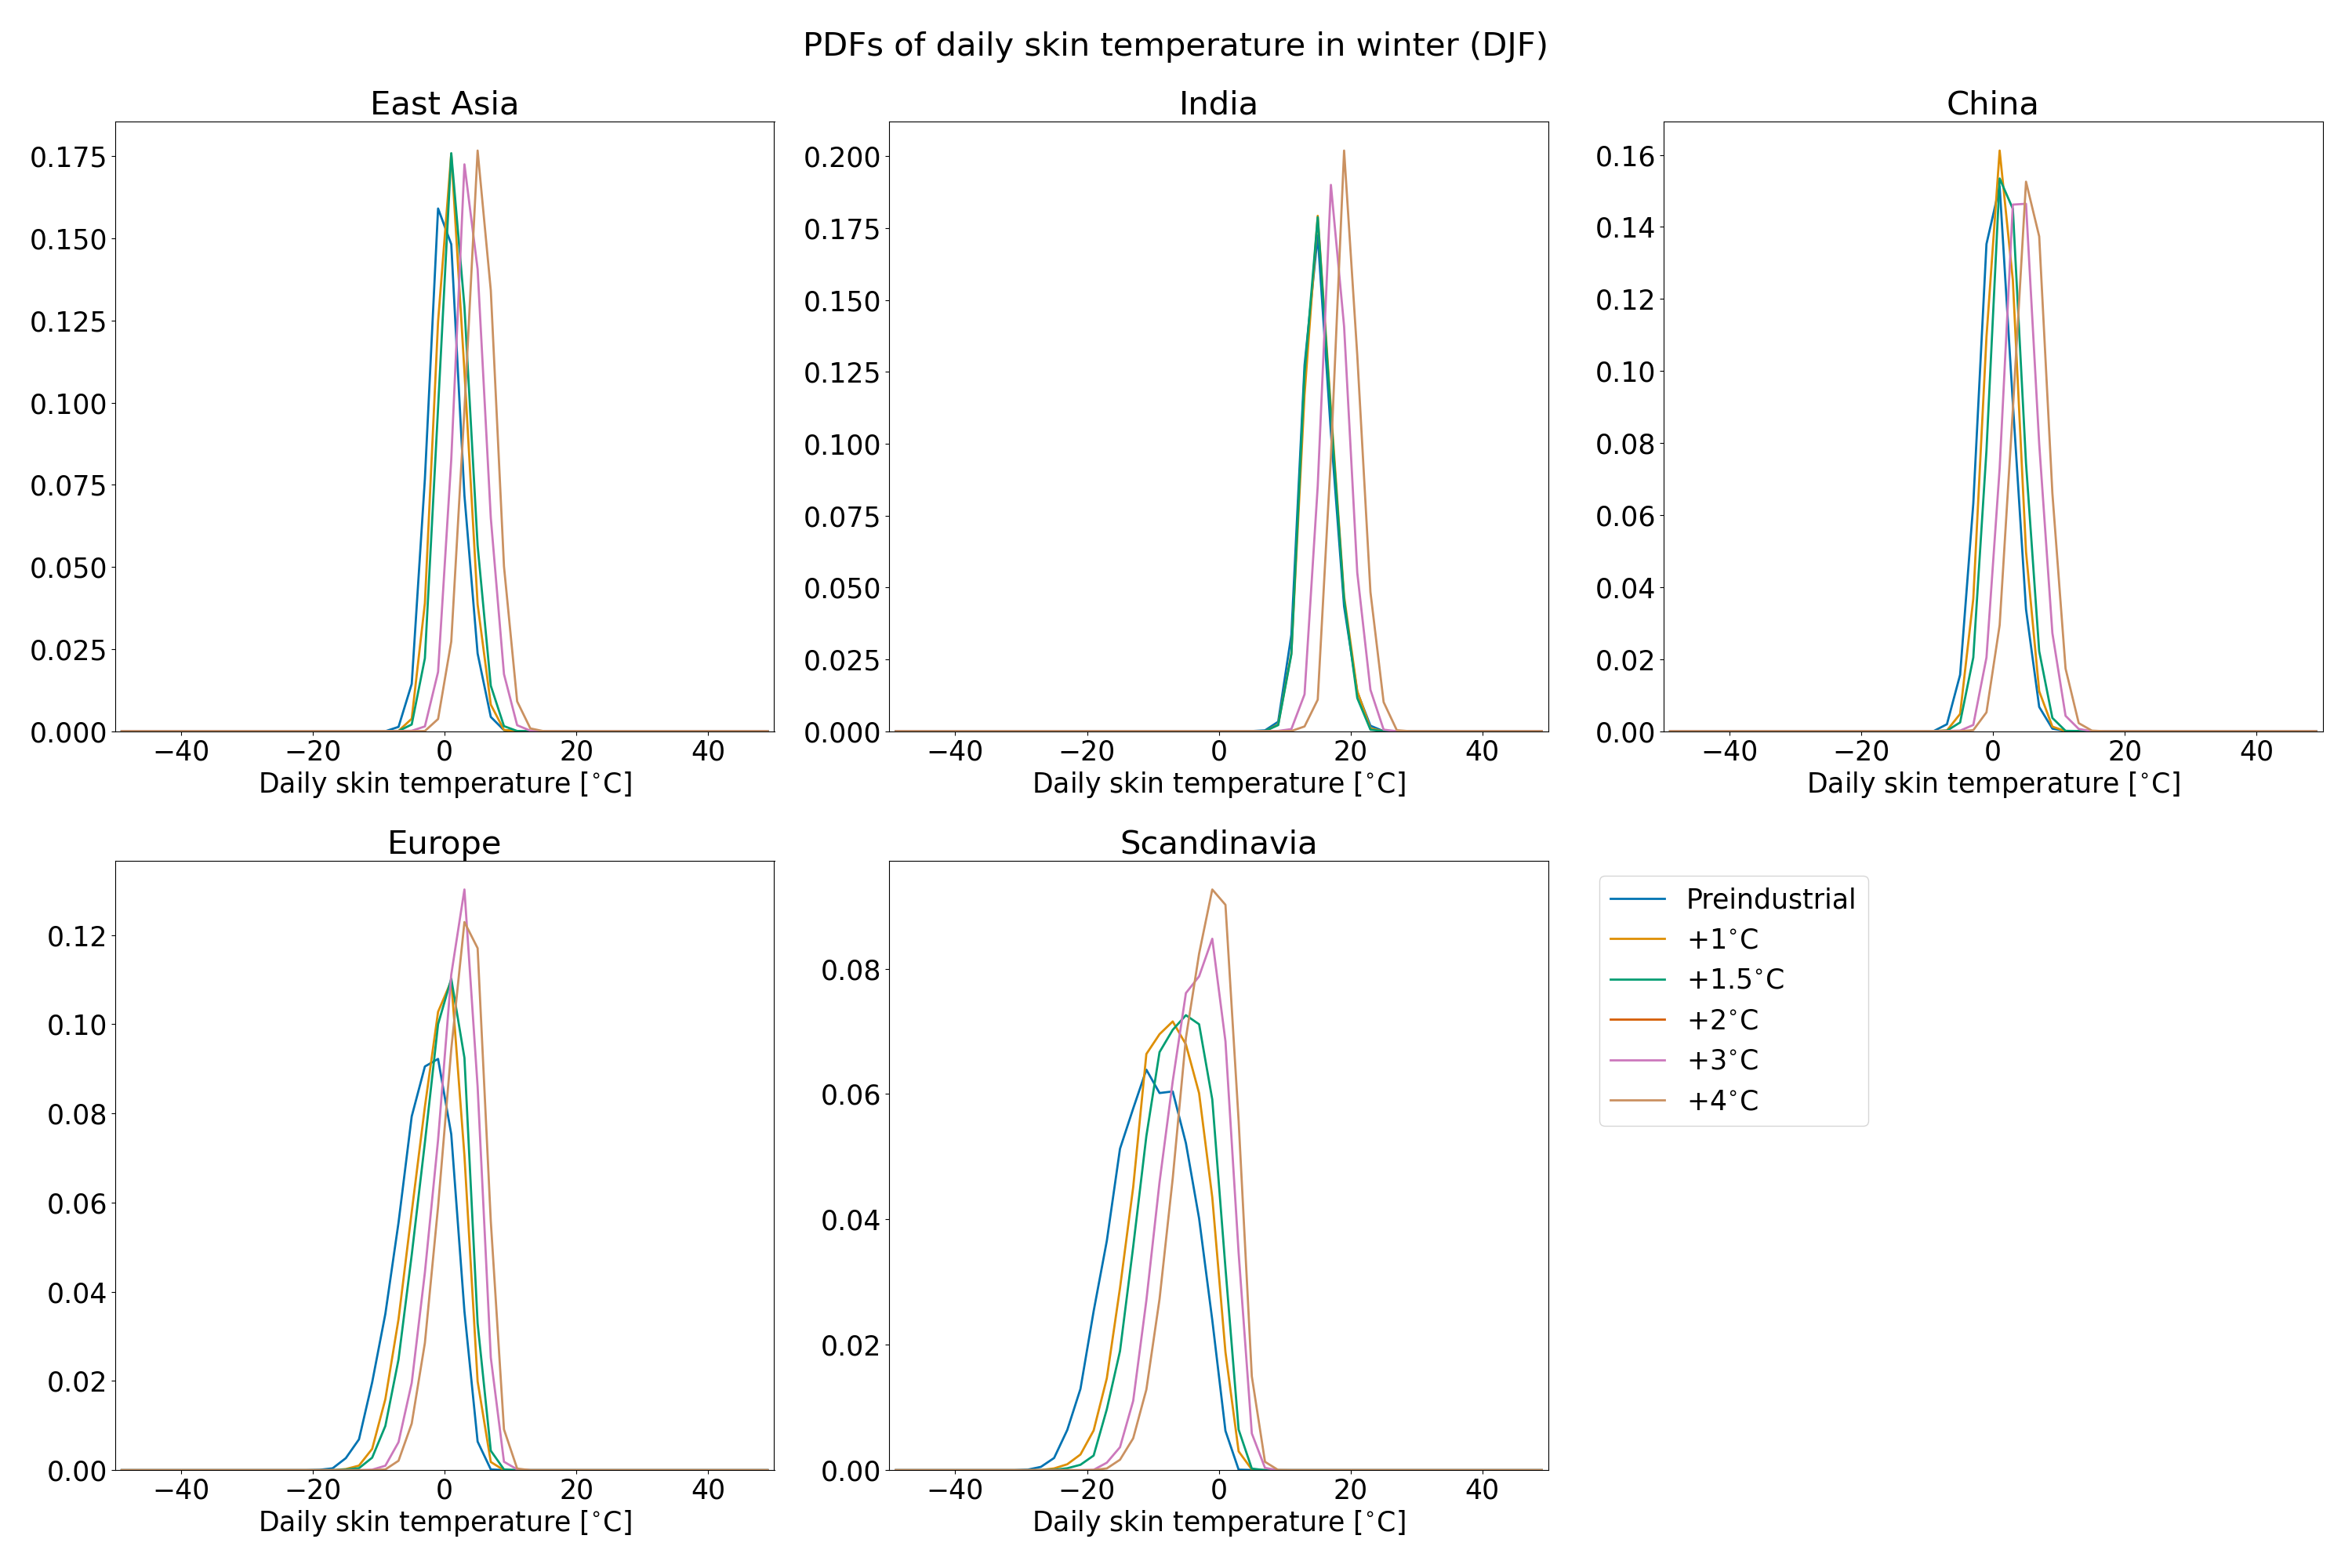 PDFs of daily skin temperature in winter (DJF)
East Asia
0.175
0.150
0.125
0.100
0.075
0.050
0.025
0.000
−40 −20 0 20 40
Daily skin temperature [°C]
India
0.200
0.175
0.150
0.125
0.100
0.075
0.050
0.025
0.000
−40 −20 0 20 40
Daily skin temperature [°C]
China
0.16
0.14
0.12
0.10
0.08
0.06
0.04
0.02
0.00
−40 −20 0 20 40
Daily skin temperature [°C]
Europe
0.12
0.10
0.08
0.06
0.04
0.02
0.00
−40 −20 0 20 40
Daily skin temperature [°C]
Scandinavia
0.08
0.06
0.04
0.02
0.00
−40 −20 0 20 40
Daily skin temperature [°C]
Preindustrial
+1°C
+1.5°C
+2°C
+3°C
+4°C